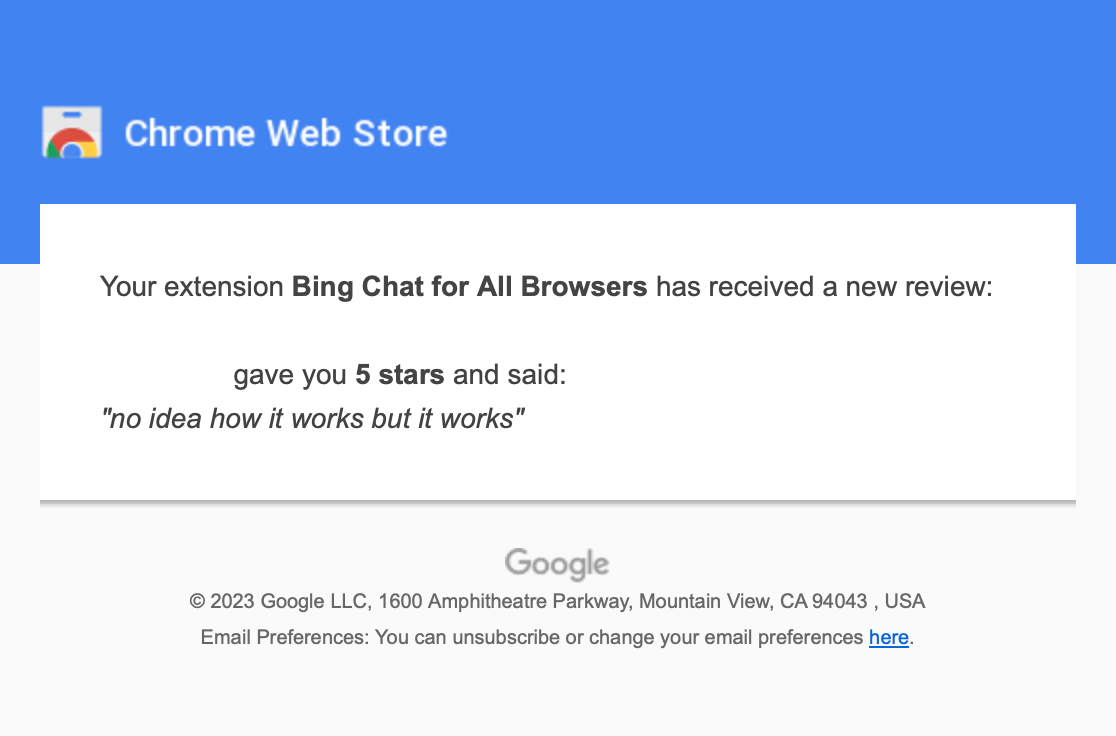 Chrome Web Store
Your extension Bing Chat for All Browsers has received a new review:
gave you 5 stars and said:
"no idea how it works but it works"
Google
© 2023 Google LLC, 1600 Amphitheatre Parkway, Mountain View, CA 94043 , USA
Email Preferences: You can unsubscribe or change your email preferences here.